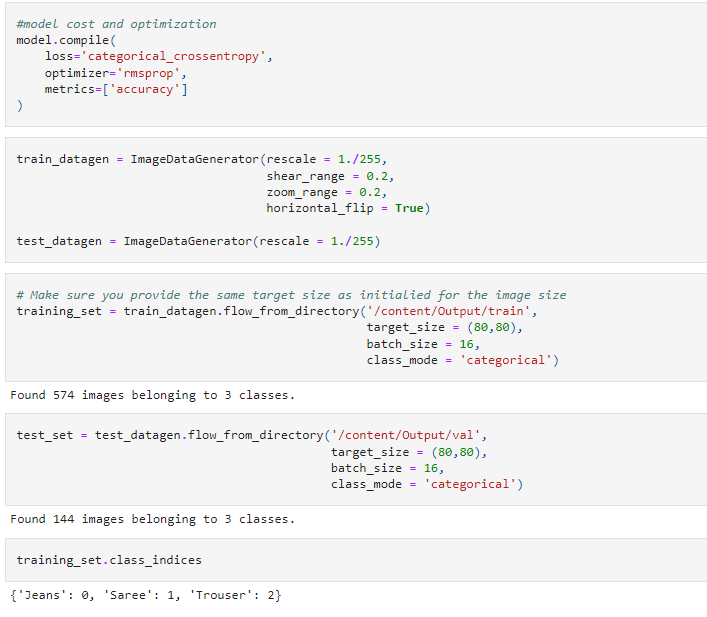 #model cost and optimization
model.compile(
    loss='categorical_crossentropy',
    optimizer='rmsprop',
    metrics=['accuracy']
)
train_datagen = ImageDataGenerator(rescale = 1./255,
                                   shear_range = 0.2,
                                   zoom_range = 0.2,
                                   horizontal_flip = True)
test_datagen = ImageDataGenerator(rescale = 1./255)
# Make sure you provide the same target size as initialied for the image size
training_set = train_datagen.flow_from_directory('/content/Output/train',
                                                 target_size = (80,80),
                                                 batch_size = 16,
                                                 class_mode = 'categorical')
Found 574 images belonging to 3 classes.
test_set = test_datagen.flow_from_directory('/content/Output/val',
                                            target_size = (80,80),
                                            batch_size = 16,
                                            class_mode = 'categorical')
Found 144 images belonging to 3 classes.
training_set.class_indices
{'Jeans': 0, 'Saree': 1, 'Trouser': 2}